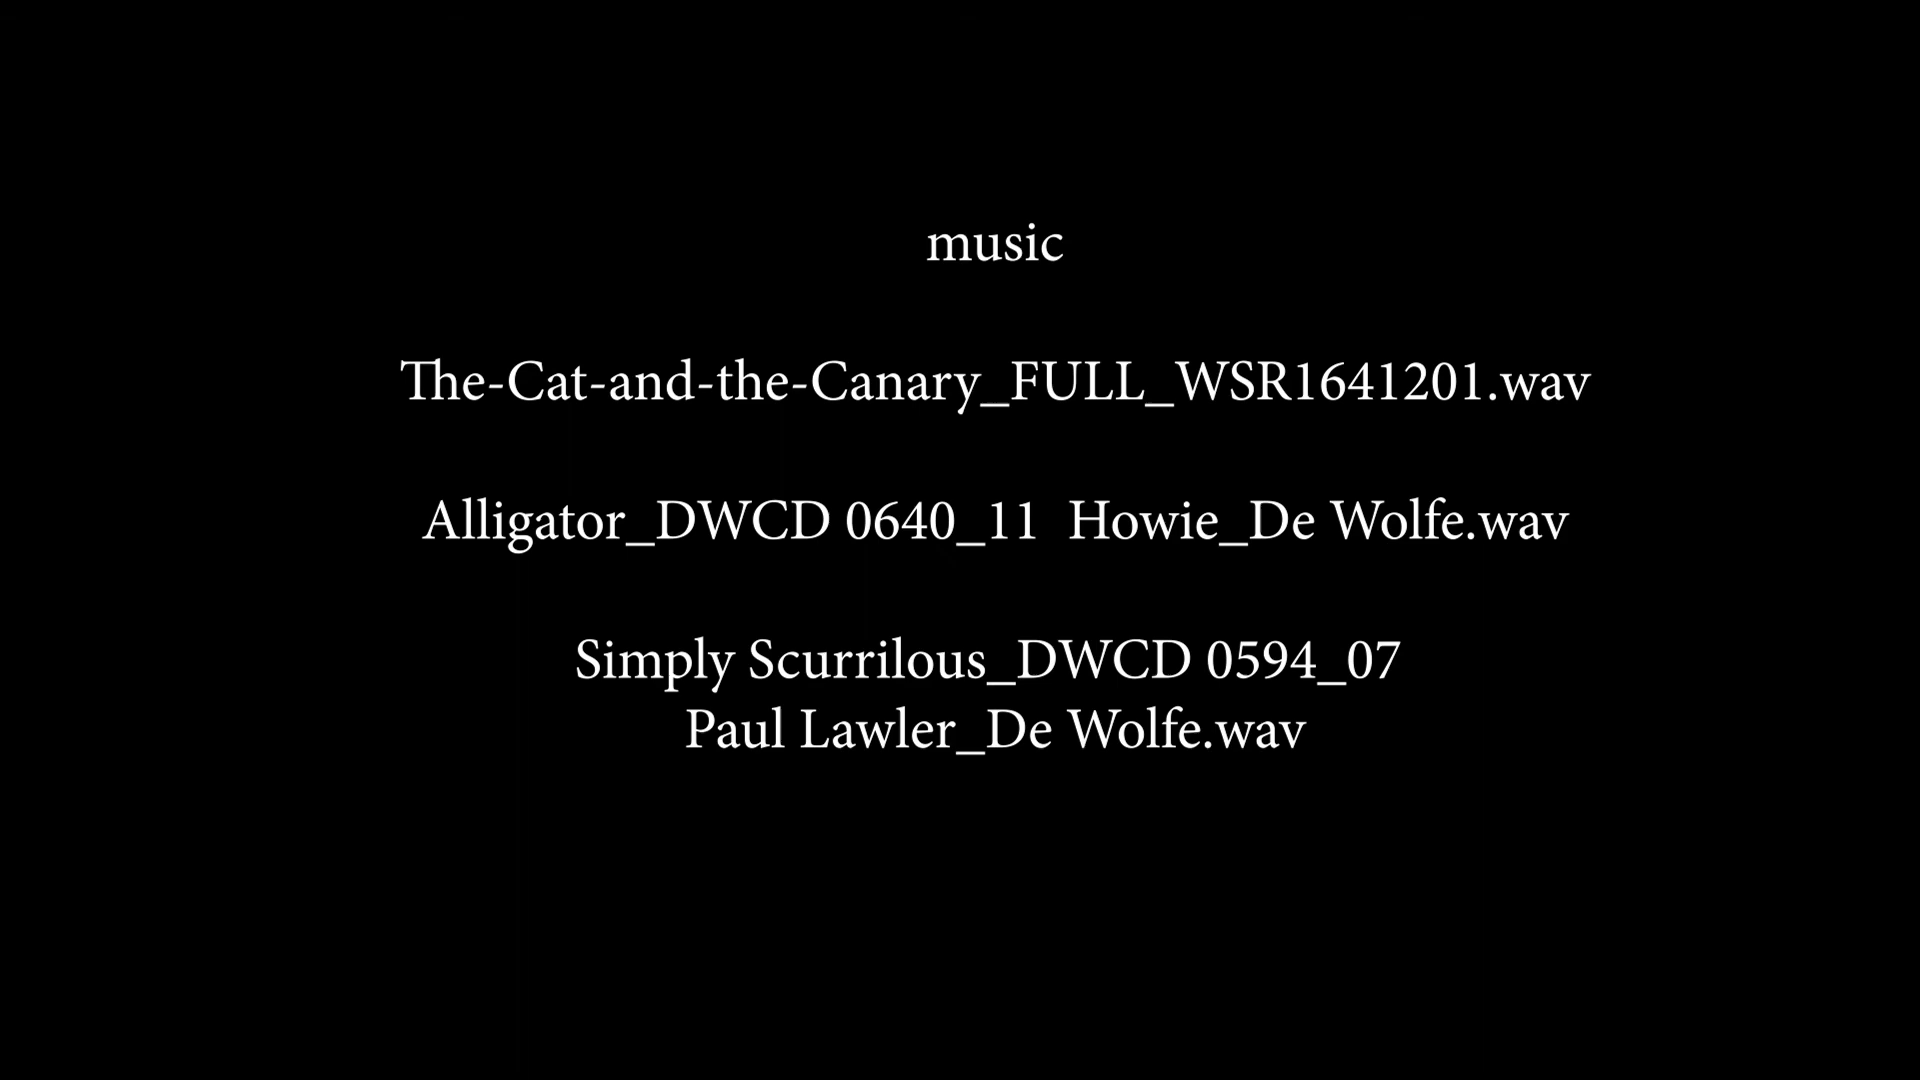 music
The-Cat-and-the-Canary_FULL_WSR1641201.wav
Alligator_DWCD 0640_11  Howie_De Wolfe.wav
Simply Scurrilous_DWCD 0594_07
Paul Lawler_De Wolfe.wav